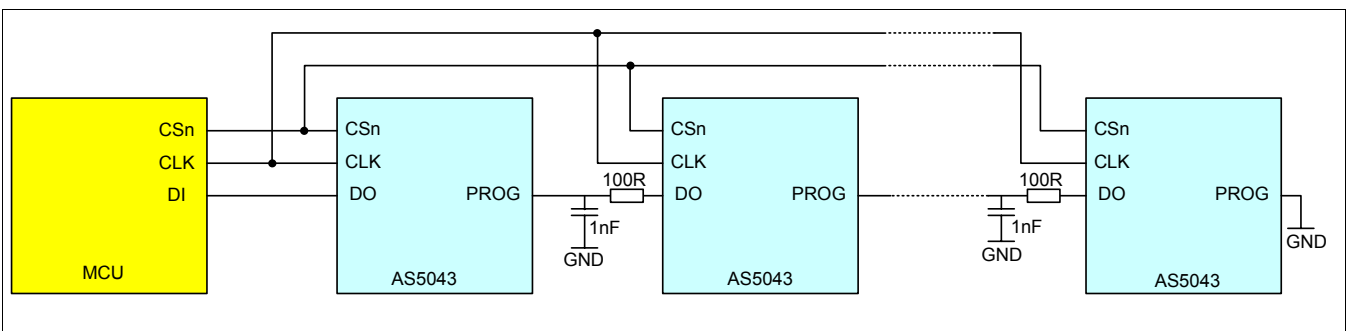 CSn
CLK
DI
MCU
CSn
CLK
DO
PROG
AS5043
100R
1nF
GND
CSn
CLK
DO
PROG
AS5043
100R
1nF
GND
CSn
CLK
DO
PROG
AS5043
GND